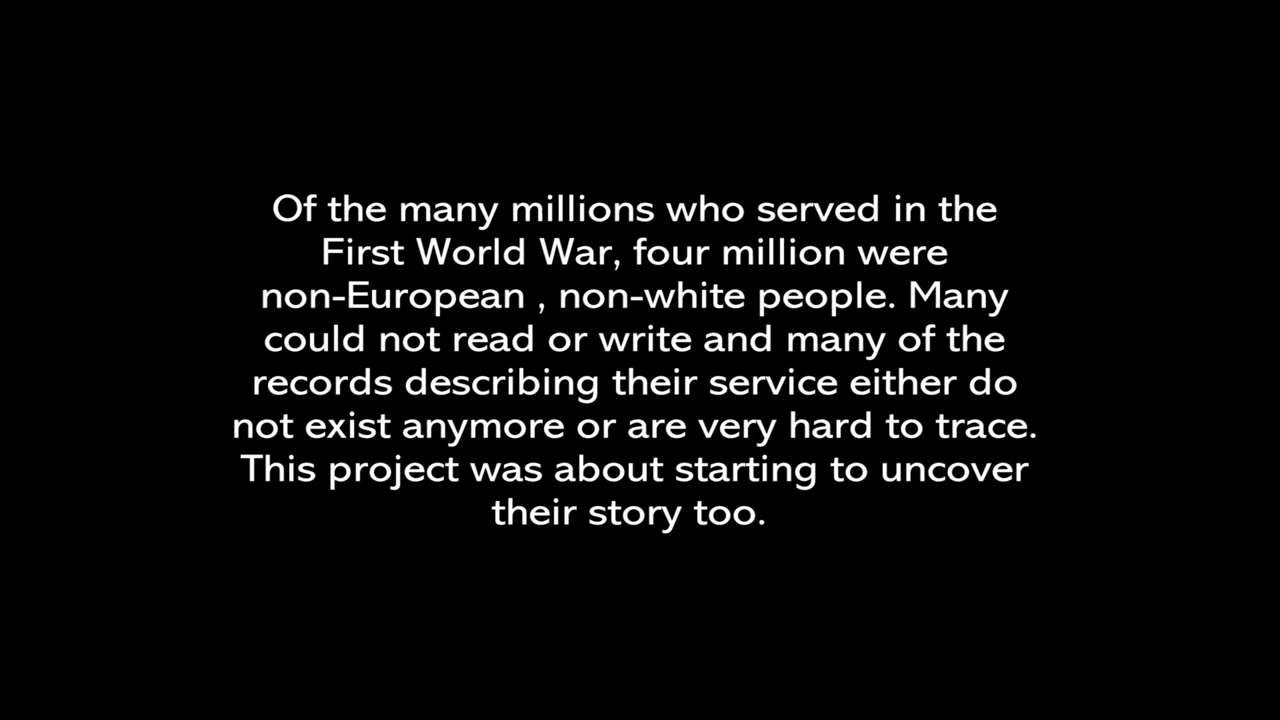 Of the many millions who served in the
First World War, four million were
non-European , non-white people. Many
could not read or write and many of the
records describing their service either do
not exist anymore or are very hard to trace.
This project was about starting to uncover
their story too.